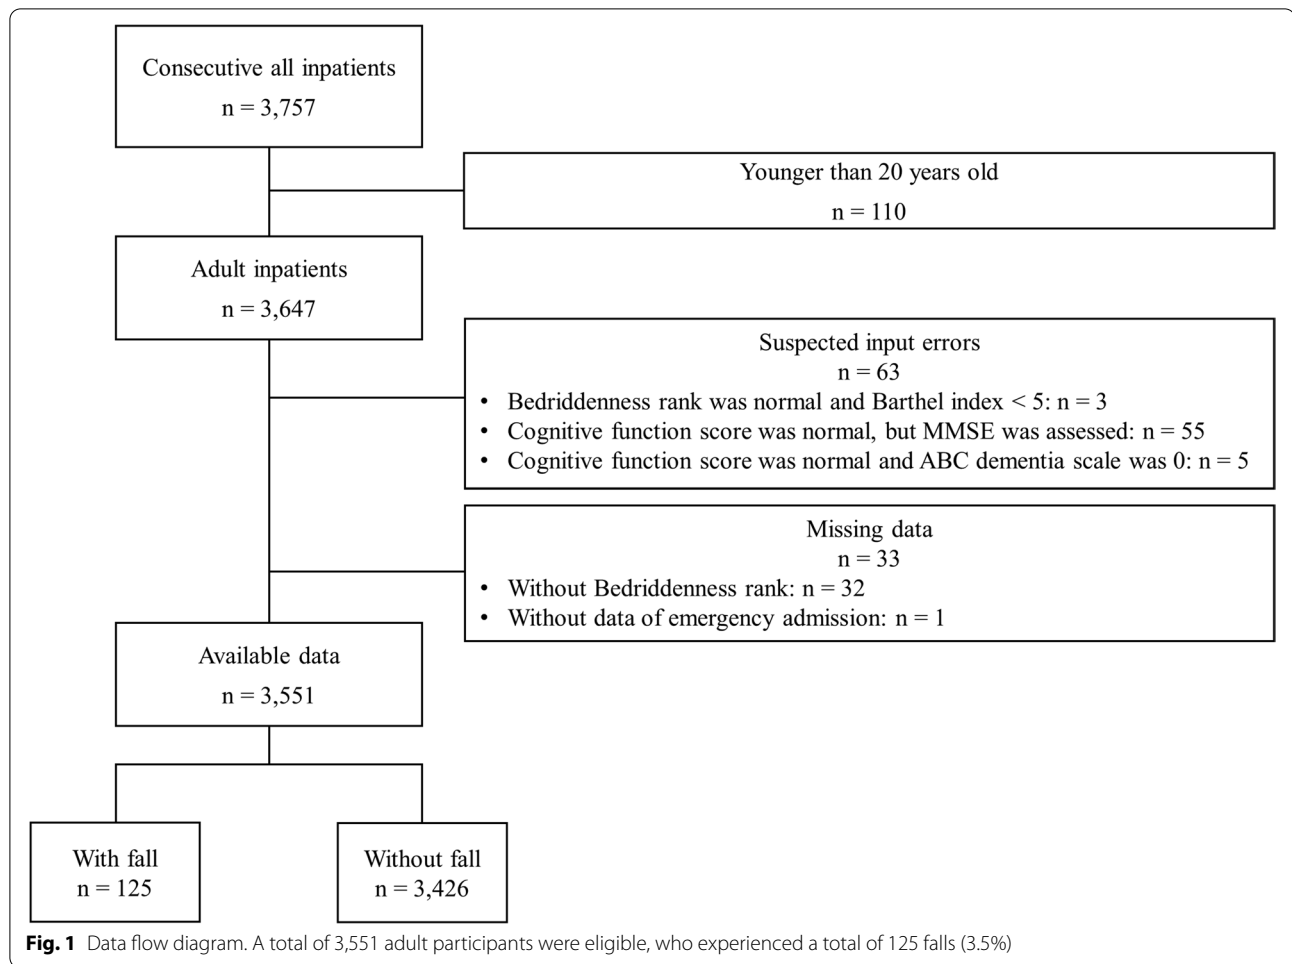 Consecutive all inpatients
n = 3,757
Younger than 20 years old
n = 110
Adult inpatients
n = 3,647
Suspected input errors
n = 63
• Bedriddenness rank was normal and Barthel index < 5: n = 3
• Cognitive function score was normal, but MMSE was assessed: n = 55
• Cognitive function score was normal and ABC dementia scale was 0: n = 5
Missing data
n = 33
• Without Bedriddenness rank: n = 32
• Without data of emergency admission: n = 1
Available data
n = 3,551
With fall
n = 125
Without fall
n = 3,426
Fig. 1 Data flow diagram. A total of 3,551 adult participants were eligible, who experienced a total of 125 falls (3.5%)